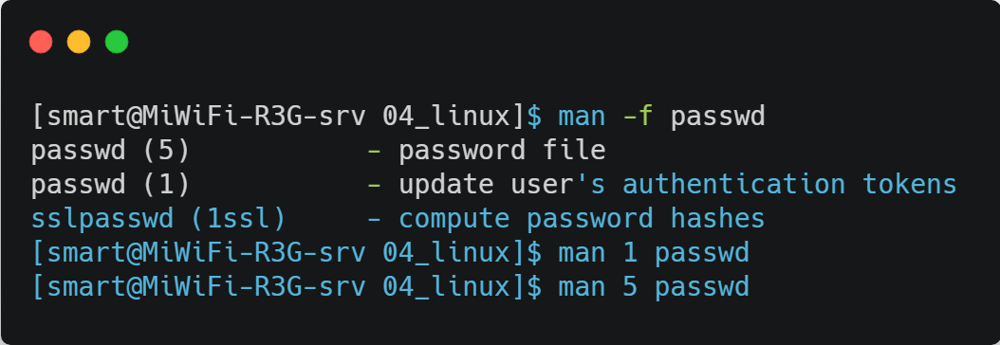 [smart@MiWiFi-R3G-srv 04_linux]$ man -f passwd
passwd (5)           - password file
passwd (1)           - update user's authentication tokens
sslpasswd (1ssl)     - compute password hashes
[smart@MiWiFi-R3G-srv 04_linux]$ man 1 passwd
[smart@MiWiFi-R3G-srv 04_linux]$ man 5 passwd